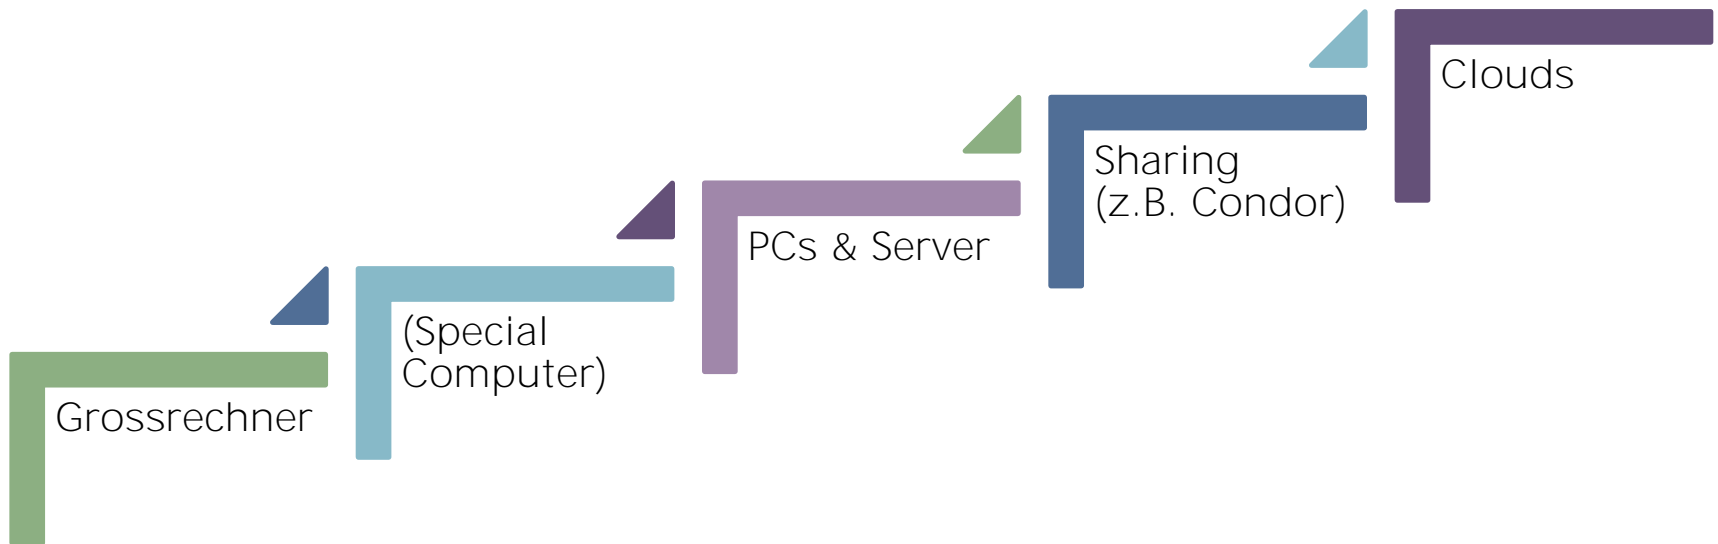 Grossrechner
(Special
Computer)
PCs & Server
Sharing
(z.B. Condor)
Clouds